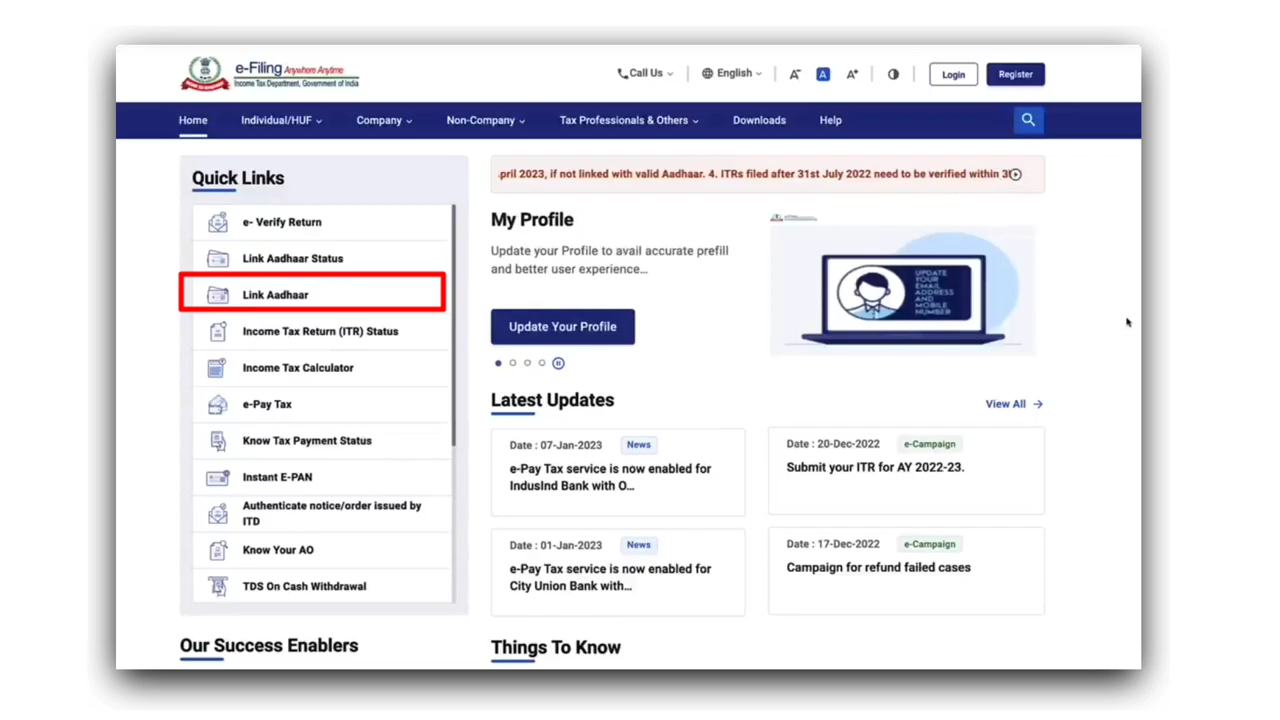 e-Filing Anywhere Anytime
Income Tax Department, Government of India
Call Us
English
A-
A
A+
Login
Register
Home
Individual/HUF
Company
Non-Company
Tax Professionals & Others
Downloads
Help
Quick Links
e- Verify Return
Link Aadhaar Status
Link Aadhaar
Income Tax Return (ITR) Status
Income Tax Calculator
e-Pay Tax
Know Tax Payment Status
Instant E-PAN
Authenticate notice/order issued by
ITD
Know Your AO
TDS On Cash Withdrawal
Our Success Enablers
pril 2023, if not linked with valid Aadhaar. 4. ITRs filed after 31st July 2022 need to be verified within
My Profile
Update your Profile to avail accurate prefill
and better user experience...
Update Your Profile
UPDATE
YOUR
EMAIL
ADDRESS
AND
MOBILE
NUMBER
Latest Updates
View All
Date : 07-Jan-2023 News
e-Pay Tax service is now enabled for
IndusInd Bank with O...
Date : 20-Dec-2022 e-Campaign
Submit your ITR for AY 2022-23.
Date : 01-Jan-2023 News
e-Pay Tax service is now enabled for
City Union Bank with...
Date : 17-Dec-2022 e-Campaign
Campaign for refund failed cases
Things To Know